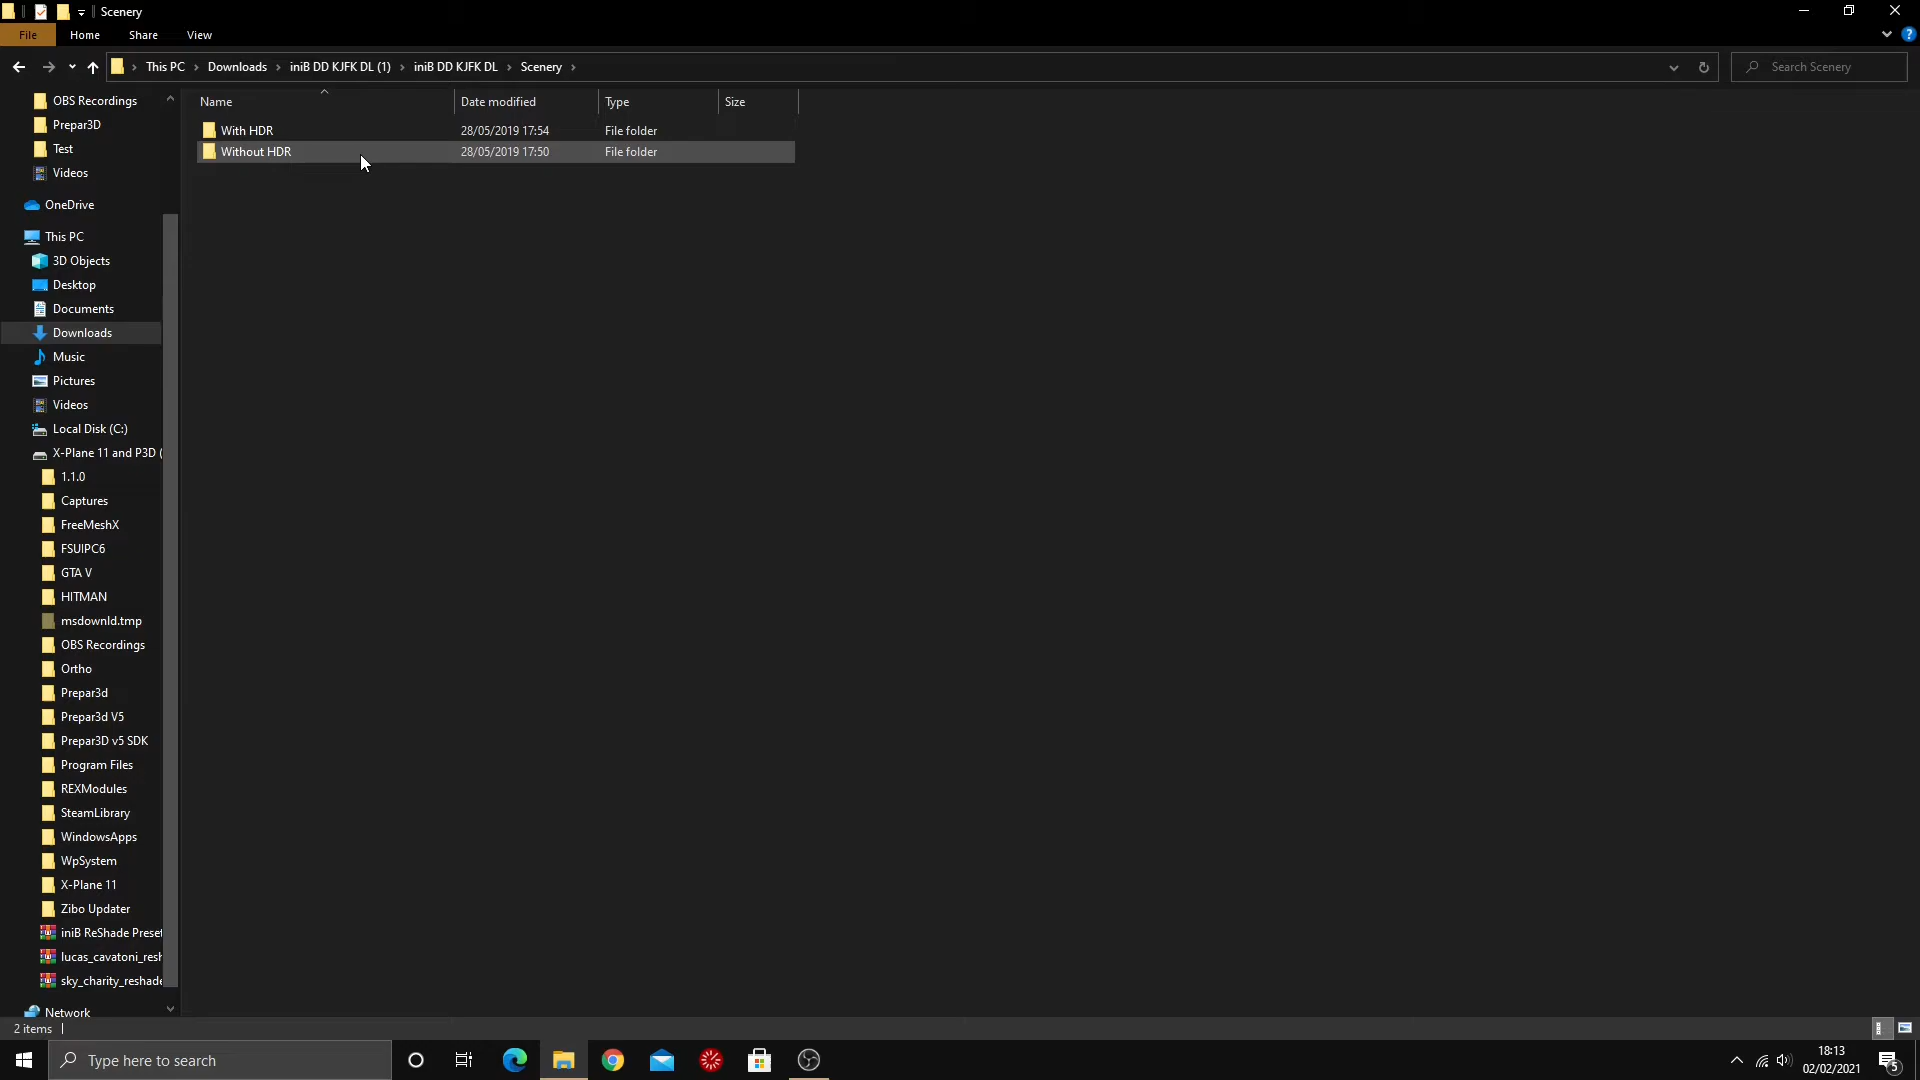 Scenery
File Home Share View
This PC Downloads iniB DD KJFK DL (1) iniB DD KJFK DL Scenery
Search Scenery
Name Date modified Type Size
With HDR 28/05/2019 17:54 File folder
Without HDR 28/05/2019 17:50 File folder
OBS Recordings
Prepar3D
Test
Videos
OneDrive
This PC
3D Objects
Desktop
Documents
Downloads
Music
Pictures
Videos
Local Disk (C:)
X-Plane 11 and P3D (
1.1.0
Captures
FreeMeshX
FSUIPC6
GTA V
HITMAN
msdownld.tmp
OBS Recordings
Ortho
Prepar3d
Prepar3d V5
Prepar3D v5 SDK
Program Files
REXModules
SteamLibrary
WindowsApps
WpSystem
X-Plane 11
Zibo Updater
iniB ReShade Preset
lucas_cavatoni_resh
sky_charity_reshade
Network
2 items
Type here to search
18:13
02/02/2021
5